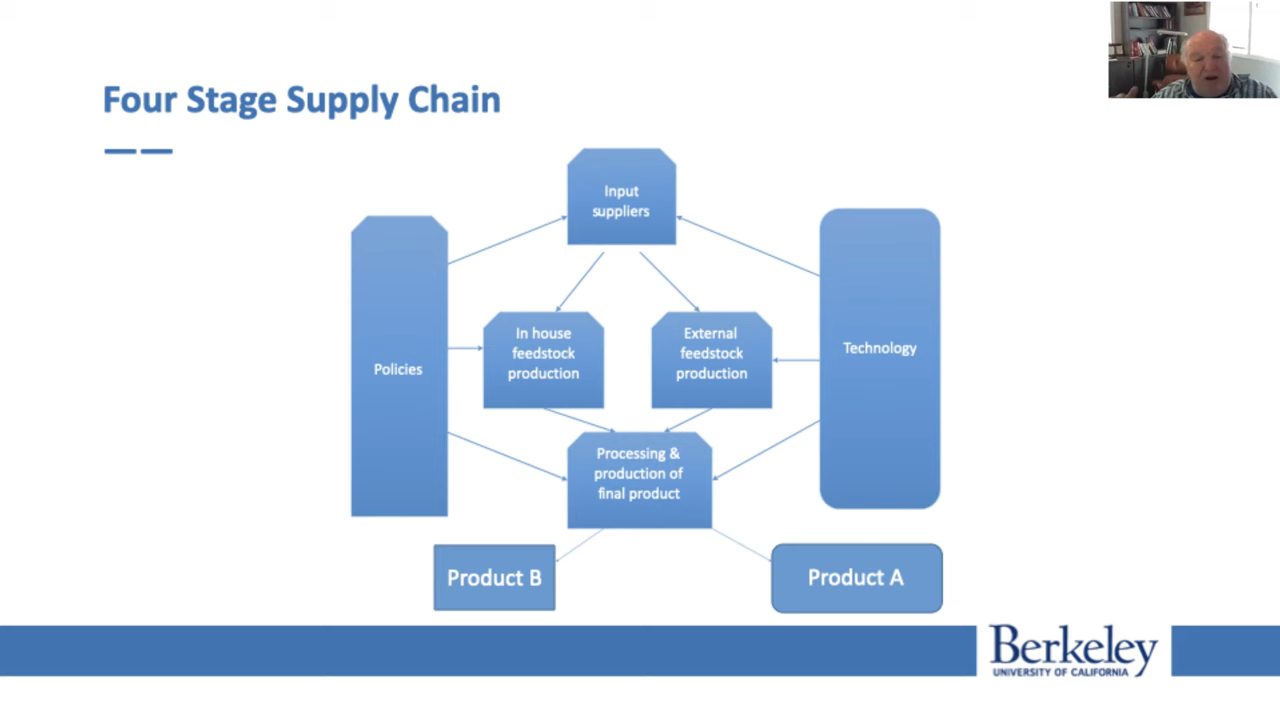 Four Stage Supply Chain
Input
suppliers
Policies
In house
feedstock
production
External
feedstock
production
Technology
Processing &
production of
final product
Product B
Product A
Berkeley
UNIVERSITY OF CALIFORNIA